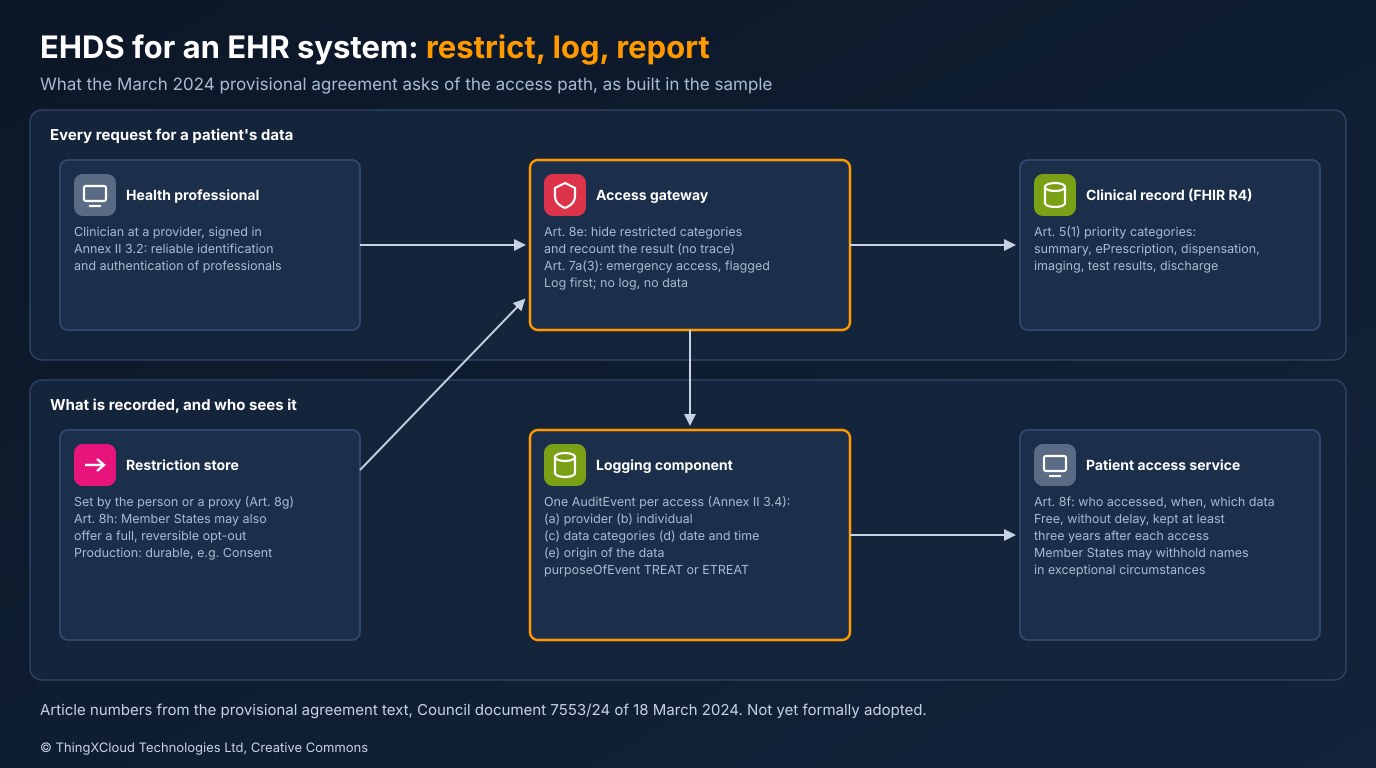 EHDS for an EHR system: restrict, log, report
What the March 2024 provisional agreement asks of the access path, as built in the sample
Every request for a patient's data
Health professional
Clinician at a provider, signed in
Annex II 3.2: reliable identification
and authentication of professionals
Access gateway
Art. 8e: hide restricted categories
and recount the result (no trace)
Art. 7a(3): emergency access, flagged
Log first; no log, no data
Clinical record (FHIR R4)
Art. 5(1) priority categories:
summary, ePrescription, dispensation,
imaging, test results, discharge
What is recorded, and who sees it
Restriction store
Set by the person or a proxy (Art. 8g)
Art. 8h: Member States may also
offer a full, reversible opt-out
Production: durable, e.g. Consent
Logging component
One AuditEvent per access (Annex II 3.4):
(a) provider (b) individual
(c) data categories (d) date and time
(e) origin of the data
purposeOfEvent TREAT or ETREAT
Patient access service
Art. 8f: who accessed, when, which data
Free, without delay, kept at least
three years after each access
Member States may withhold names
in exceptional circumstances
Article numbers from the provisional agreement text, Council document 7553/24 of 18 March 2024. Not yet formally adopted.
© ThingXCloud Technologies Ltd, Creative Commons